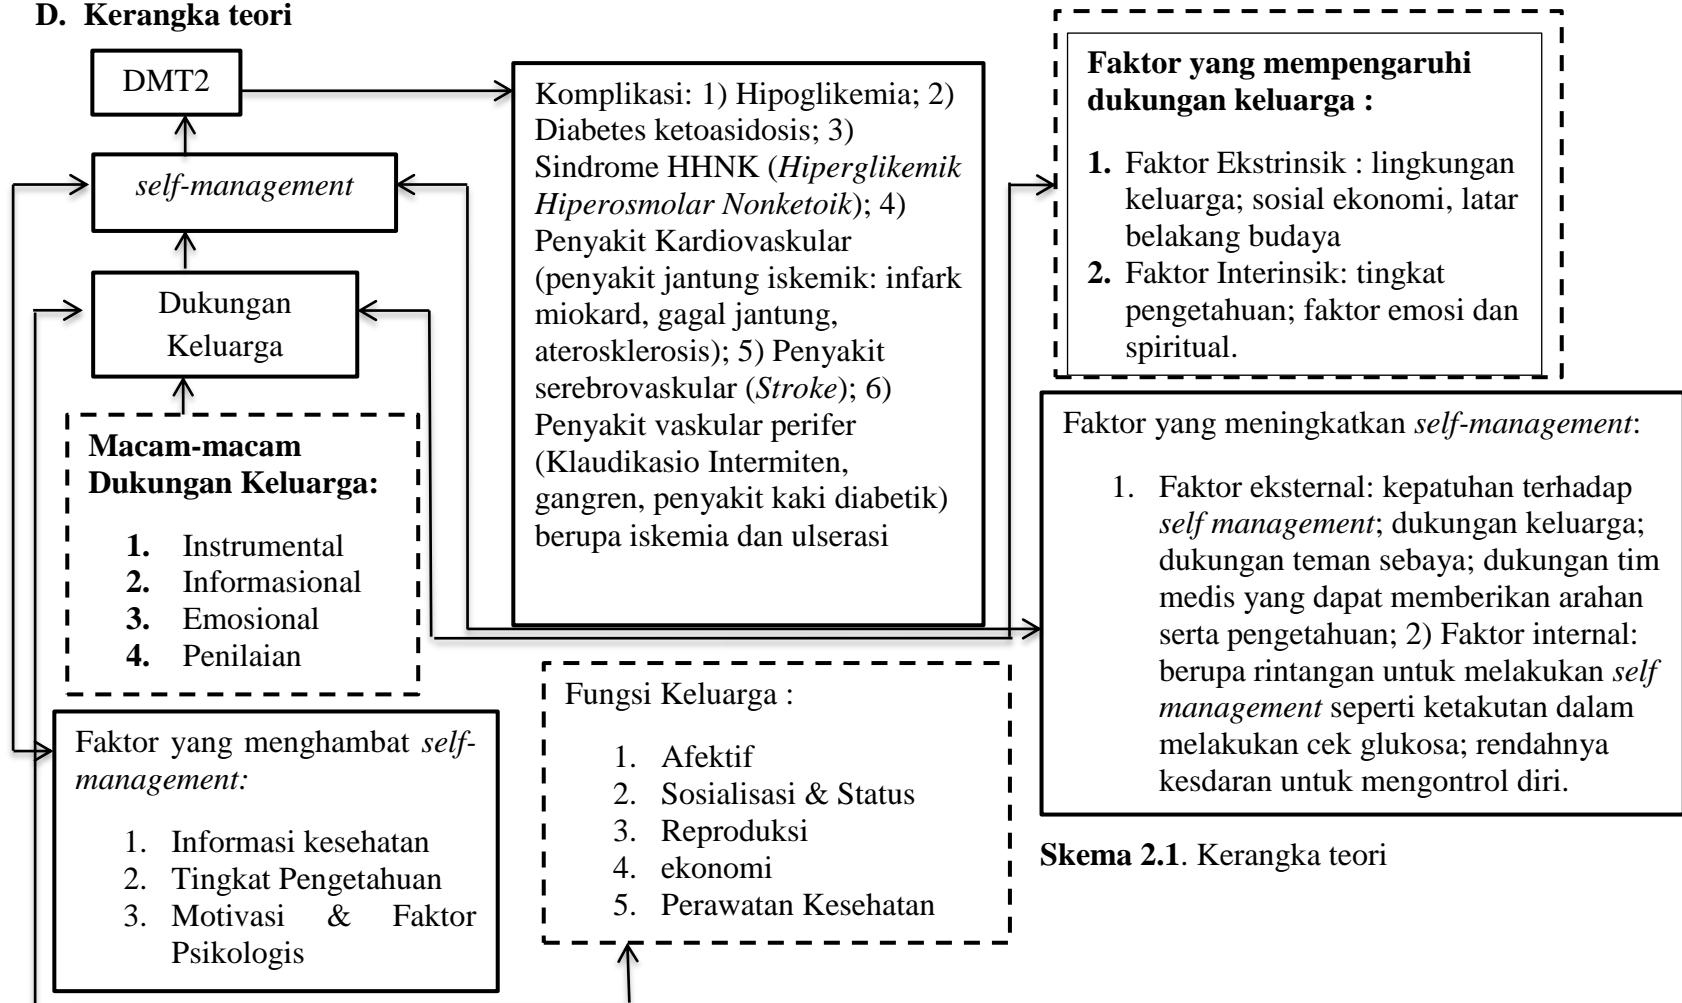 D. Kerangka teori
DMT2
self-management
Dukungan
Keluarga
Macam-macam
Dukungan Keluarga:
1. Instrumental
2. Informasional
3. Emosional
4. Penilaian
Faktor yang menghambat self-
management:
1. Informasi kesehatan
2. Tingkat Pengetahuan
3. Motivasi & Faktor
Psikologis
Komplikasi: 1) Hipoglikemia; 2)
Diabetes ketoasidosis; 3)
Sindrome HHNK (Hiperglikemik
Hiperosmolar Nonketoik); 4)
Penyakit Kardiovaskular
(penyakit jantung iskemik: infark
miokard, gagal jantung,
aterosklerosis); 5) Penyakit
serebrovaskular (Stroke); 6)
Penyakit vaskular perifer
(Klaudikasio Intermiten,
gangren, penyakit kaki diabetik)
berupa iskemia dan ulserasi
Fungsi Keluarga :
1. Afektif
2. Sosialisasi & Status
3. Reproduksi
4. ekonomi
5. Perawatan Kesehatan
Faktor yang mempengaruhi
dukungan keluarga :
1. Faktor Ekstrinsik : lingkungan
keluarga; sosial ekonomi, latar
belakang budaya
2. Faktor Interinsik: tingkat
pengetahuan; faktor emosi dan
spiritual.
Faktor yang meningkatkan self-management:
1. Faktor eksternal: kepatuhan terhadap
self management; dukungan keluarga;
dukungan teman sebaya; dukungan tim
medis yang dapat memberikan arahan
serta pengetahuan; 2) Faktor internal:
berupa rintangan untuk melakukan self
management seperti ketakutan dalam
melakukan cek glukosa; rendahnya
kesdaran untuk mengontrol diri.
Skema 2.1. Kerangka teori